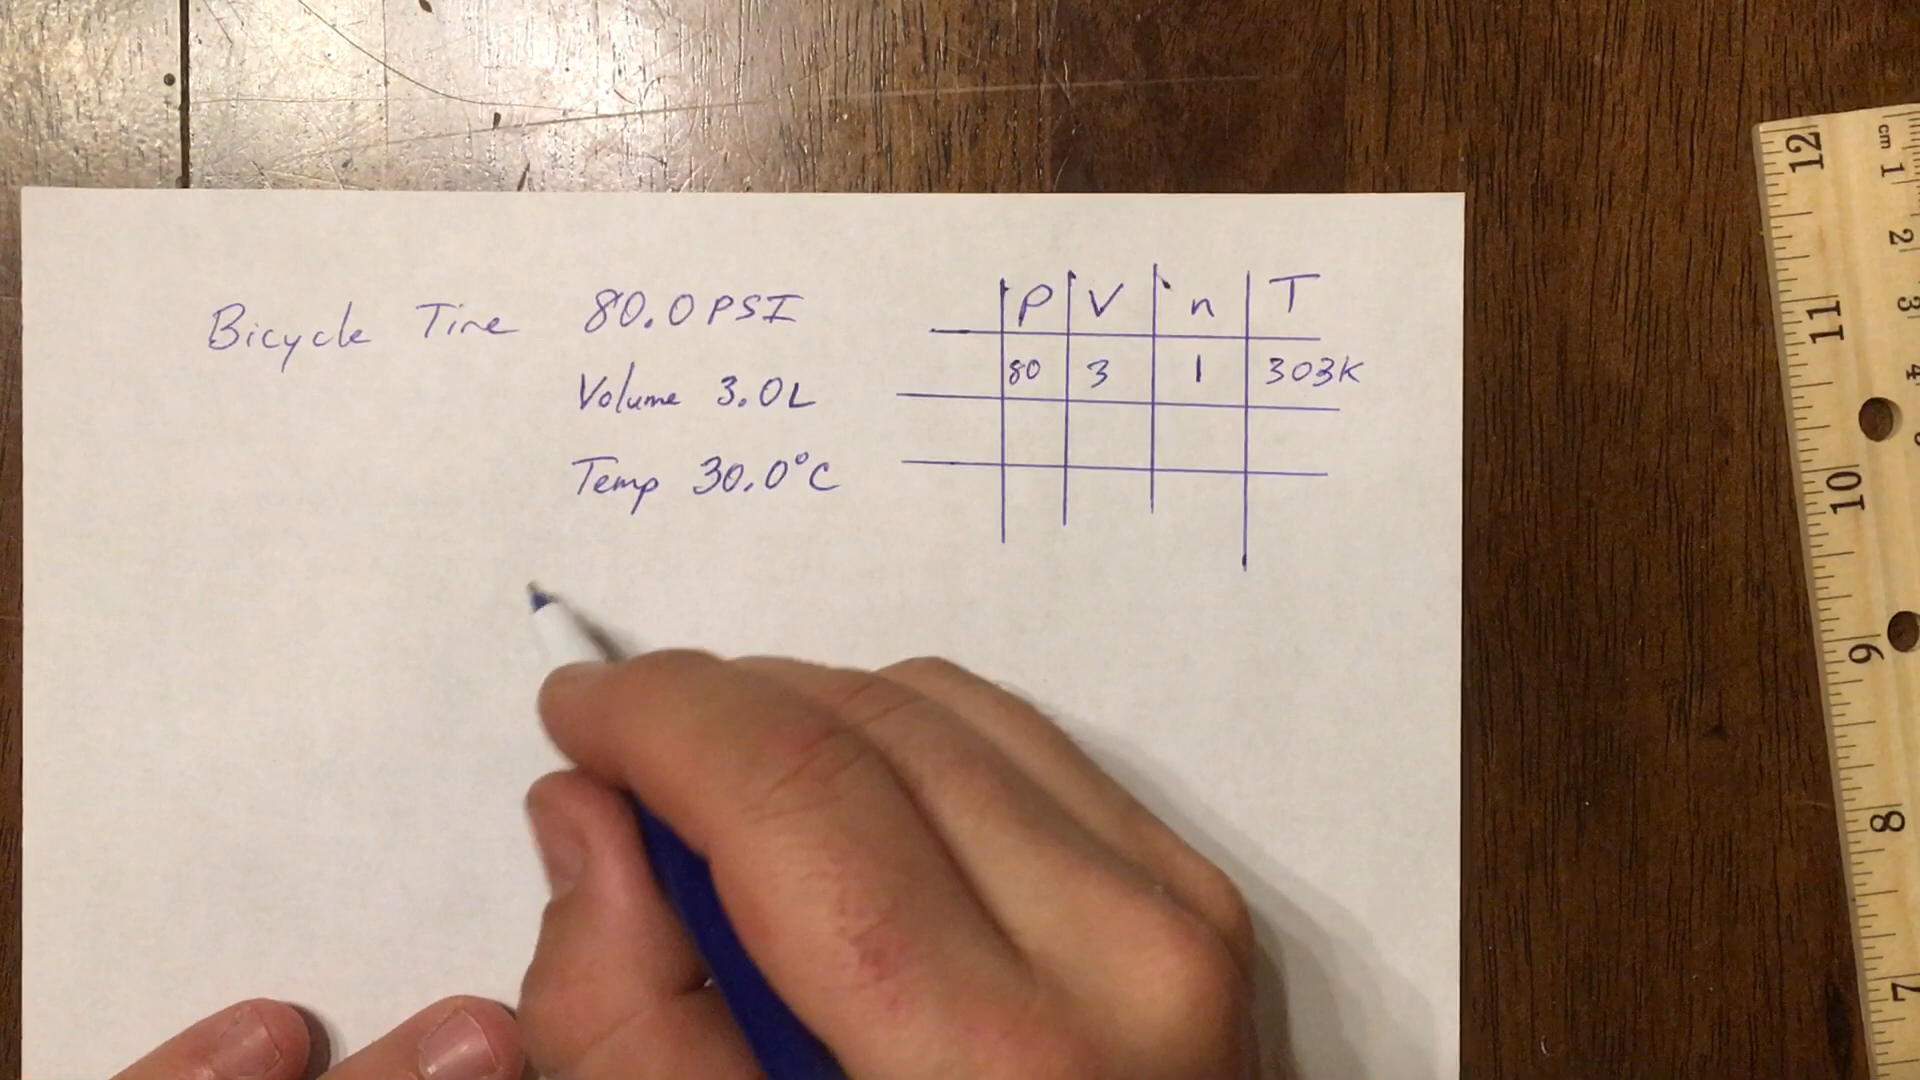 Bicycle Tire 80.0 PSI
Volume 3.0L
Temp 30.0°C
P V n T
80 3 1 303K
12 11 10 9 8 7
cm 1 2 3 4